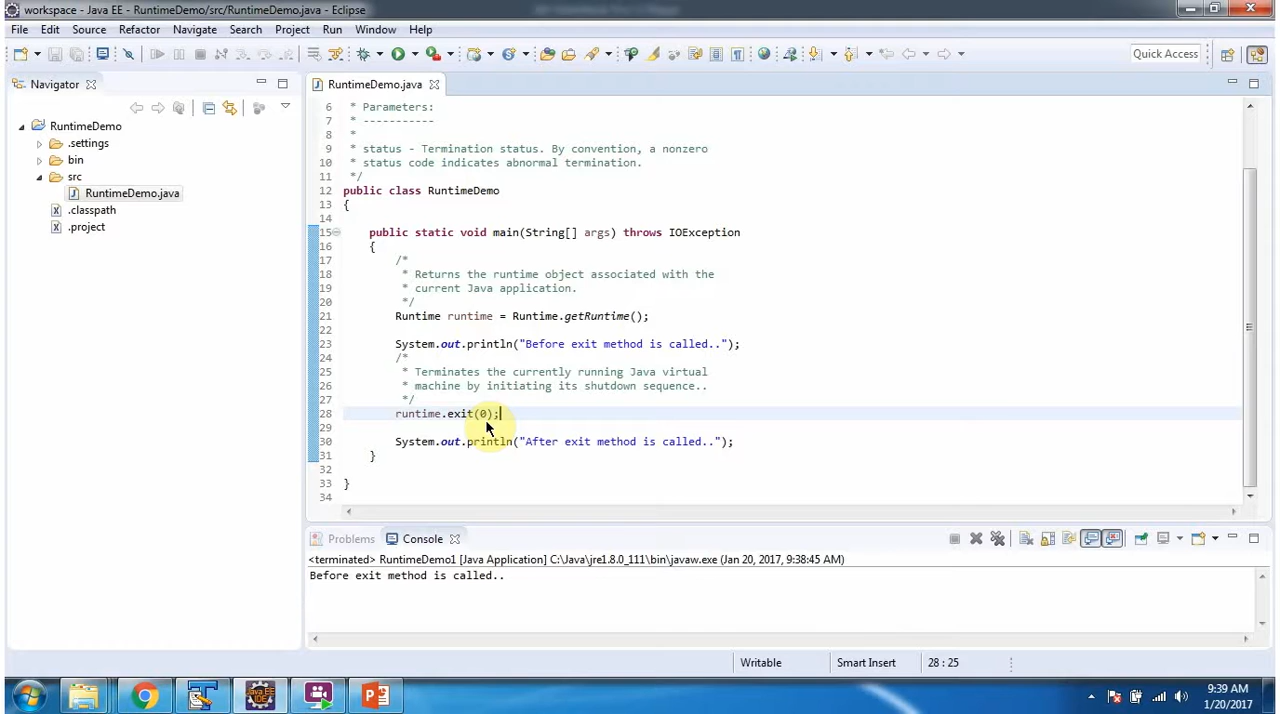 workspace - Java EE - RuntimeDemo/src/RuntimeDemo.java - Eclipse
File Edit Source Refactor Navigate Search Project Run Window Help
Quick Access
Navigator
RuntimeDemo.java
RuntimeDemo
.settings
bin
src
RuntimeDemo.java
.classpath
.project
6 * Parameters:
7 * -----------
8 *
9 * status - Termination status. By convention, a nonzero
10 * status code indicates abnormal termination.
11 */
12 public class RuntimeDemo
13 {
14
15 public static void main(String[] args) throws IOException
16 {
17 /*
18 * Returns the runtime object associated with the
19 * current Java application.
20 */
21 Runtime runtime = Runtime.getRuntime();
22
23 System.out.println("Before exit method is called..");
24 /*
25 * Terminates the currently running Java virtual
26 * machine by initiating its shutdown sequence..
27 */
28 runtime.exit(0);
29
30 System.out.println("After exit method is called..");
31 }
32
33 }
34
Problems Console
<terminated> RuntimeDemo1 [Java Application] C:\Java\jre1.8.0_111\bin\javaw.exe (Jan 20, 2017, 9:38:45 AM)
Before exit method is called..
Writable Smart Insert 28 : 25
Java EE
IDE
9:39 AM
1/20/2017